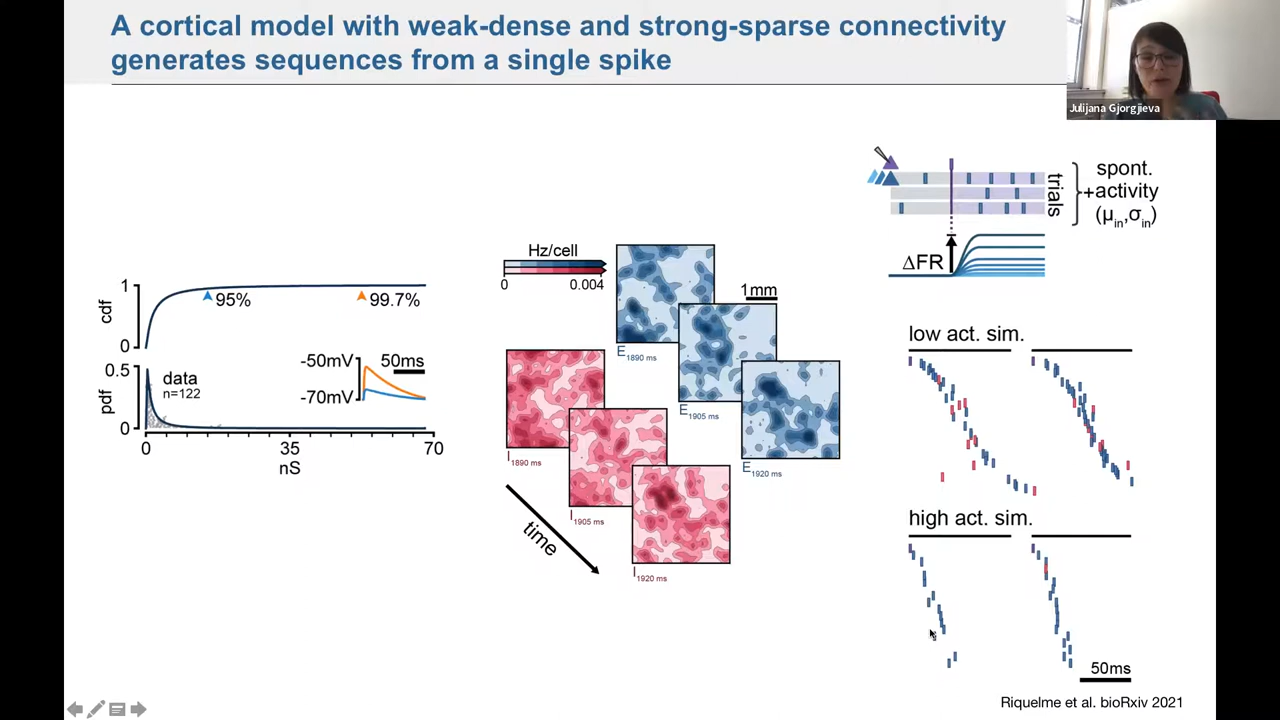 A cortical model with weak-dense and strong-sparse connectivity
generates sequences from a single spike
Julijana Gjorgjieva
cdf
1
0
95%
99.7%
pdf
0.5
0
data
n=122
-50mV
-70mV
50ms
0
35
70
nS
Hz/cell
0
0.004
1mm
E1890 ms
E1905 ms
E1920 ms
I1890 ms
I1905 ms
I1920 ms
time
trials
spont.
+activity
(μin,σin)
ΔFR
low act. sim.
high act. sim.
50ms
Riquelme et al. bioRxiv 2021